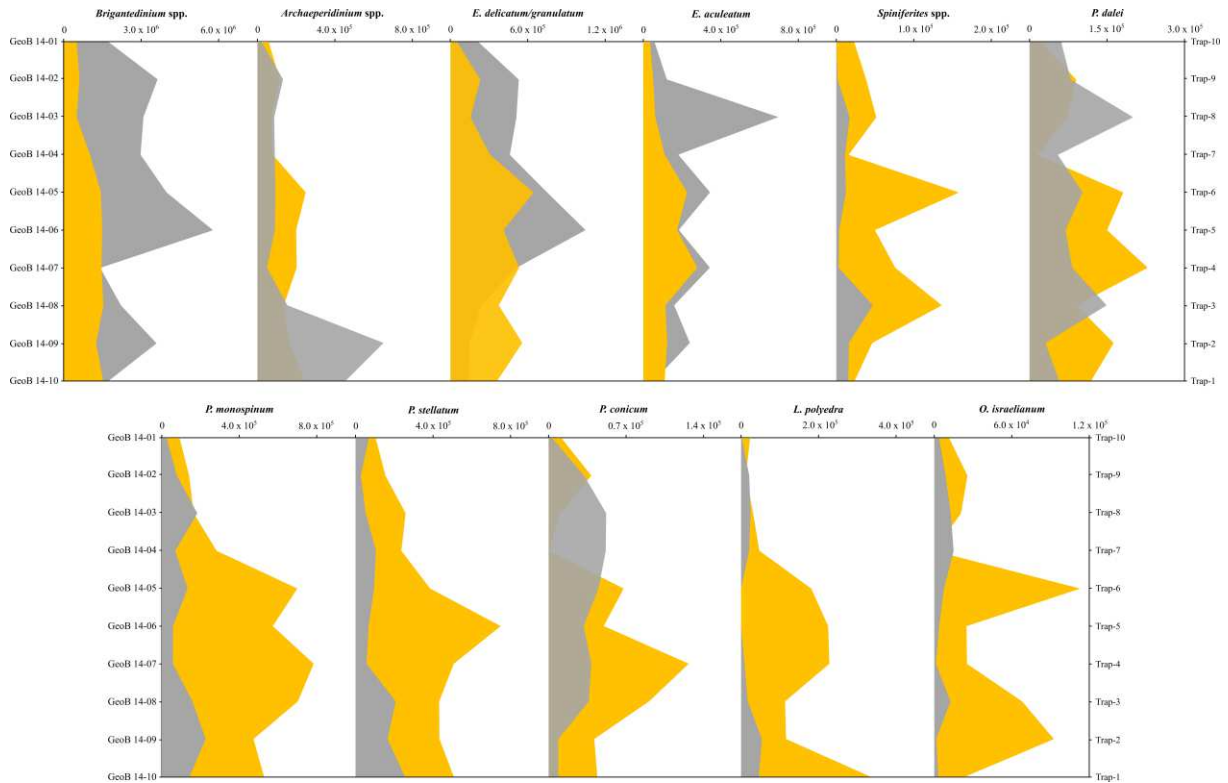 Brigantedinium spp. Archaeperidinium spp. E. delicatum/granulatum E. aculeatum Spiniferites spp. P. dalei
0 3.0 x 10⁶ 6.0 x 10⁶ 0 4.0 x 10⁵ 8.0 x 10⁵ 0 6.0 x 10⁵ 1.2 x 10⁶ 0 4.0 x 10⁵ 8.0 x 10⁵ 0 1.0 x 10⁵ 2.0 x 10⁵ 0 1.5 x 10⁵ 3.0 x 10⁵
GeoB 14-01 Trap-10
GeoB 14-02 Trap-9
GeoB 14-03 Trap-8
GeoB 14-04 Trap-7
GeoB 14-05 Trap-6
GeoB 14-06 Trap-5
GeoB 14-07 Trap-4
GeoB 14-08 Trap-3
GeoB 14-09 Trap-2
GeoB 14-10 Trap-1
P. monospinum P. stellatum P. conicum L. polyedra O. israelianum
0 4.0 x 10⁵ 8.0 x 10⁵ 0 4.0 x 10⁵ 8.0 x 10⁵ 0 0.7 x 10⁵ 1.4 x 10⁵ 0 2.0 x 10⁵ 4.0 x 10⁵ 0 6.0 x 10⁴ 1.2 x 10⁵
GeoB 14-01 Trap-10
GeoB 14-02 Trap-9
GeoB 14-03 Trap-8
GeoB 14-04 Trap-7
GeoB 14-05 Trap-6
GeoB 14-06 Trap-5
GeoB 14-07 Trap-4
GeoB 14-08 Trap-3
GeoB 14-09 Trap-2
GeoB 14-10 Trap-1